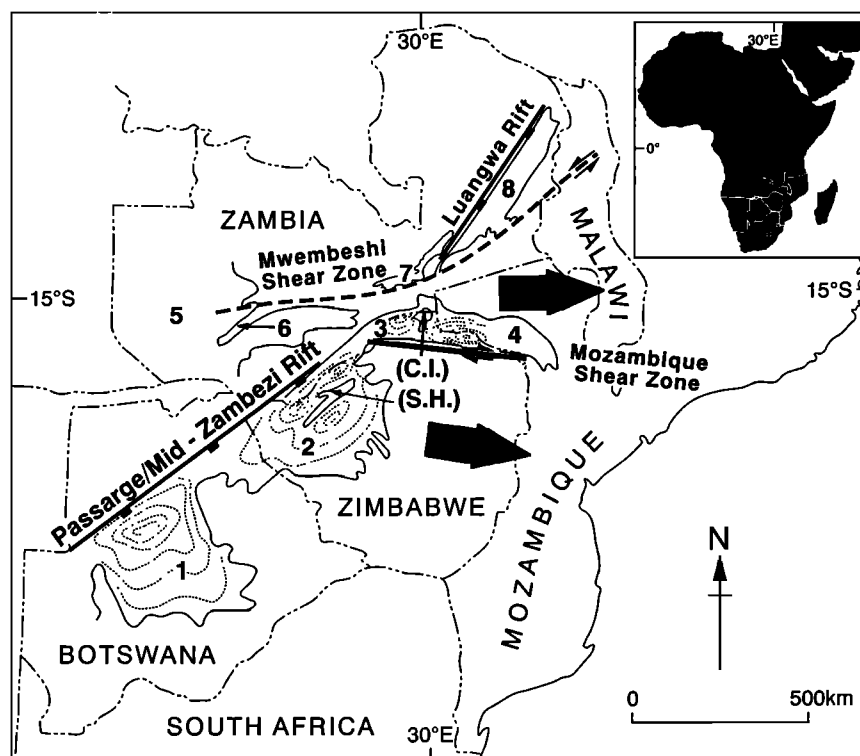 30°E
30°E
0°
Luangwa Rift
8
ZAMBIA
MALAWI
Mwembeshi
Shear Zone
7
15°S
15°S
5
6
3
4
Mozambique
Shear Zone
(C.I.)
(S.H.)
Passarge/Mid - Zambezi Rift
2
ZIMBABWE
MOZAMBIQUE
N
1
BOTSWANA
0
500km
SOUTH AFRICA
30°E